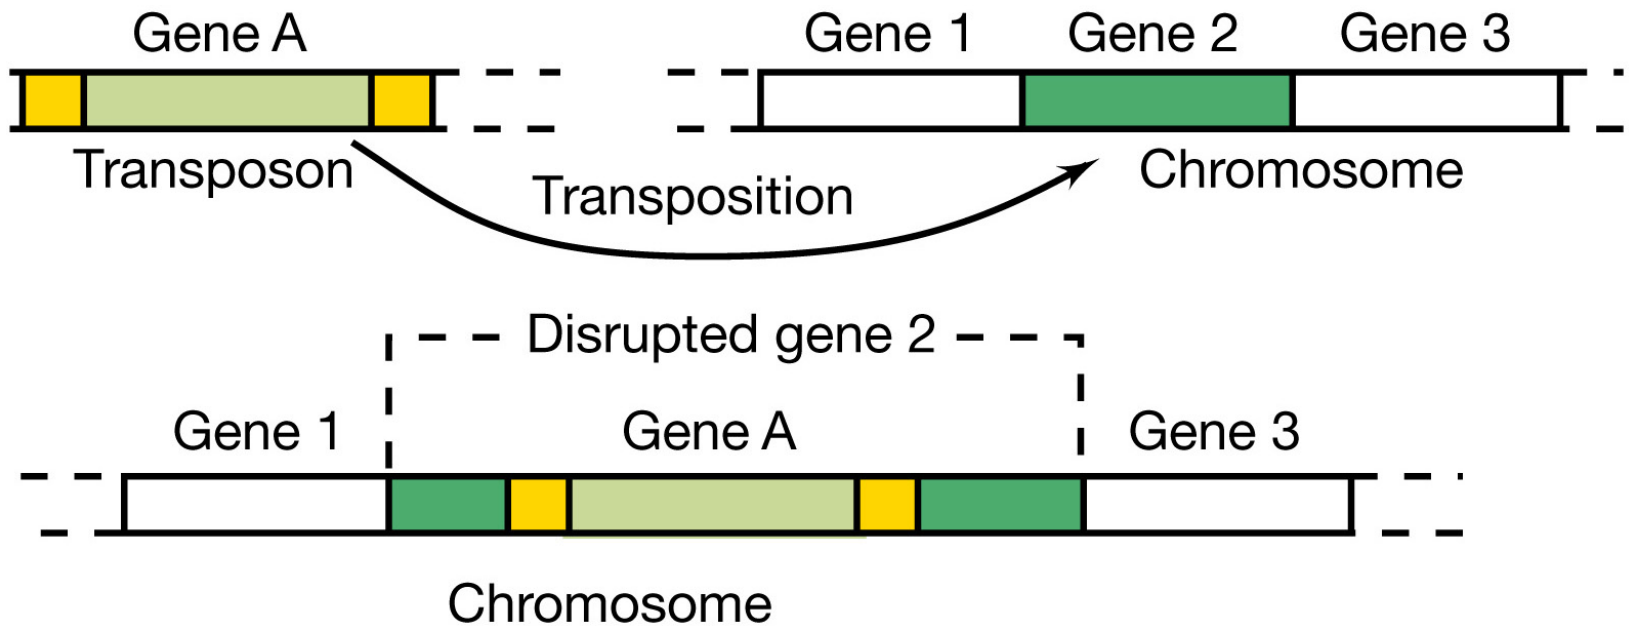 Gene A
Gene 1
Gene 2
Gene 3
Transposon
Transposition
Chromosome
Disrupted gene 2
Gene 1
Gene A
Gene 3
Chromosome